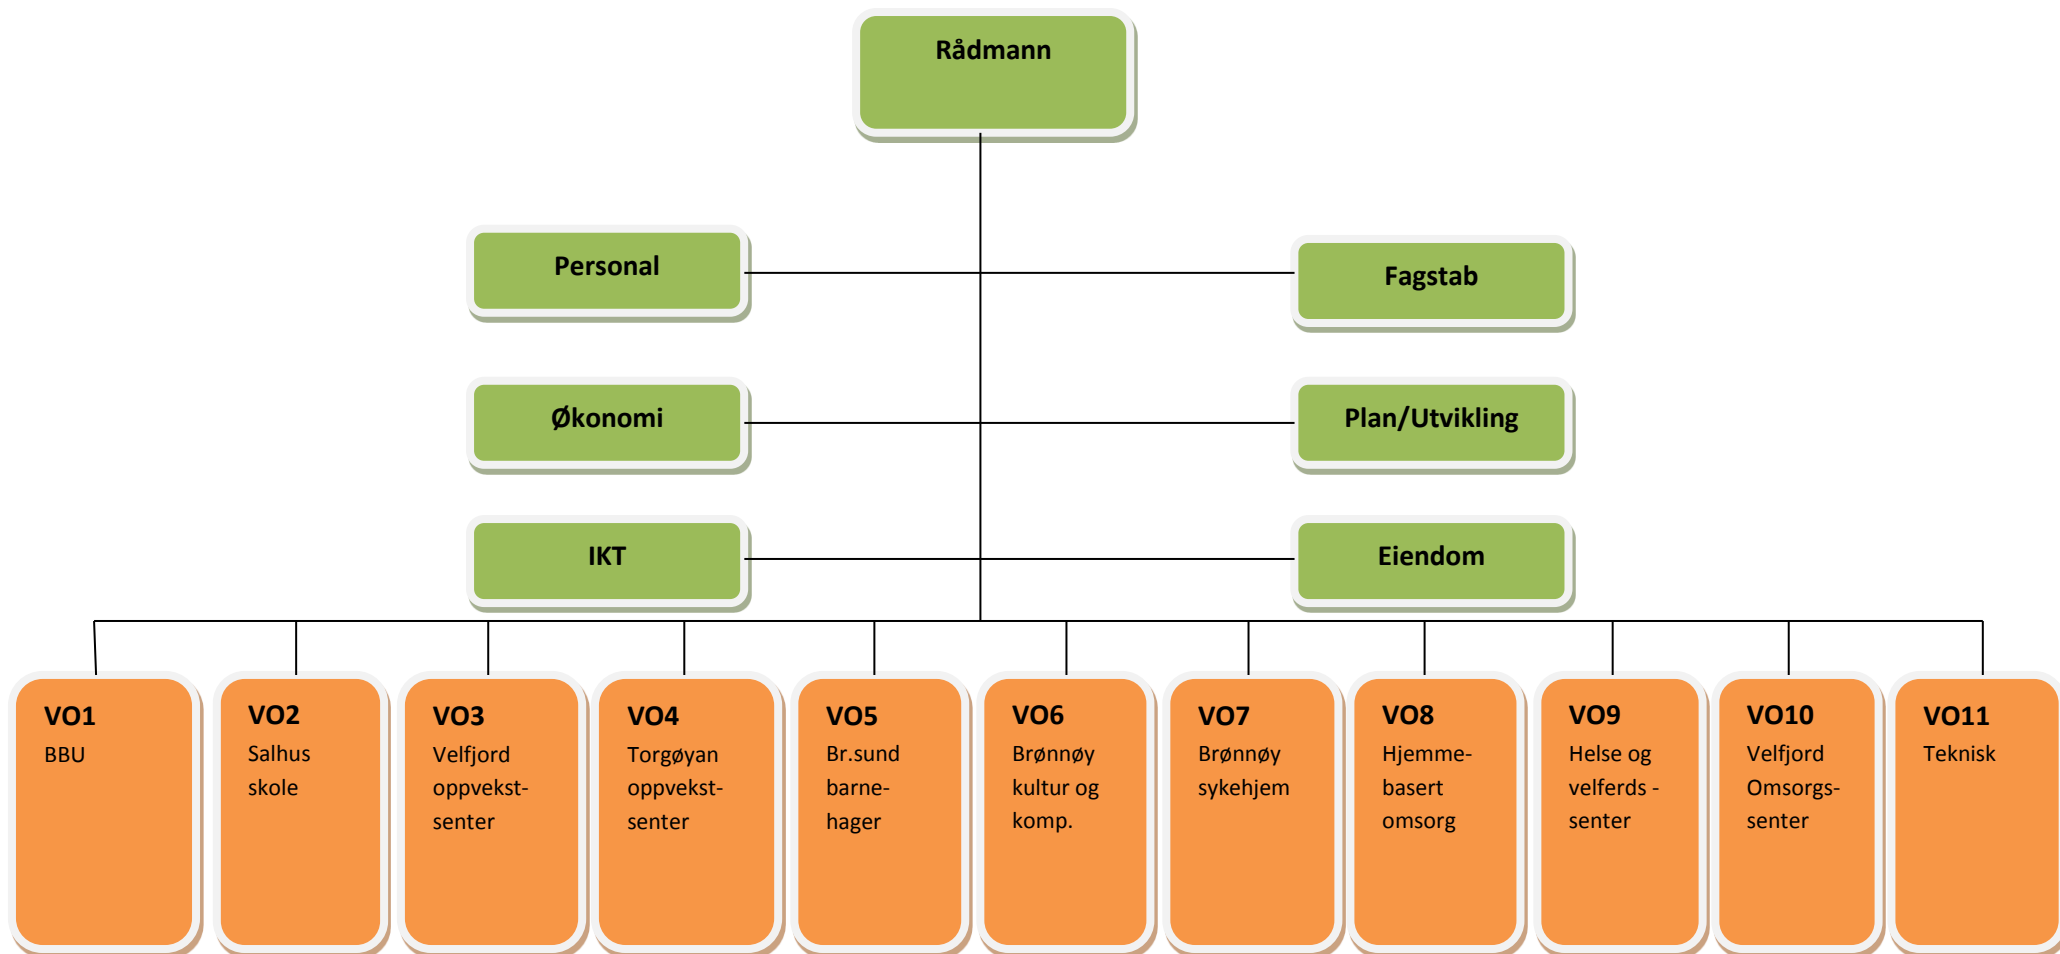 Rådmann
Personal
Fagstab
Økonomi
Plan/Utvikling
IKT
Eiendom
VO1
BBU
VO2
Salhus
skole
VO3
Velfjord
oppvekst-
senter
VO4
Torgøyan
oppvekst-
senter
VO5
Br.sund
barne-
hager
VO6
Brønnøy
kultur og
komp.
VO7
Brønnøy
sykehjem
VO8
Hjemme-
basert
omsorg
VO9
Helse og
velferds -
senter
VO10
Velfjord
Omsorgs-
senter
VO11
Teknisk